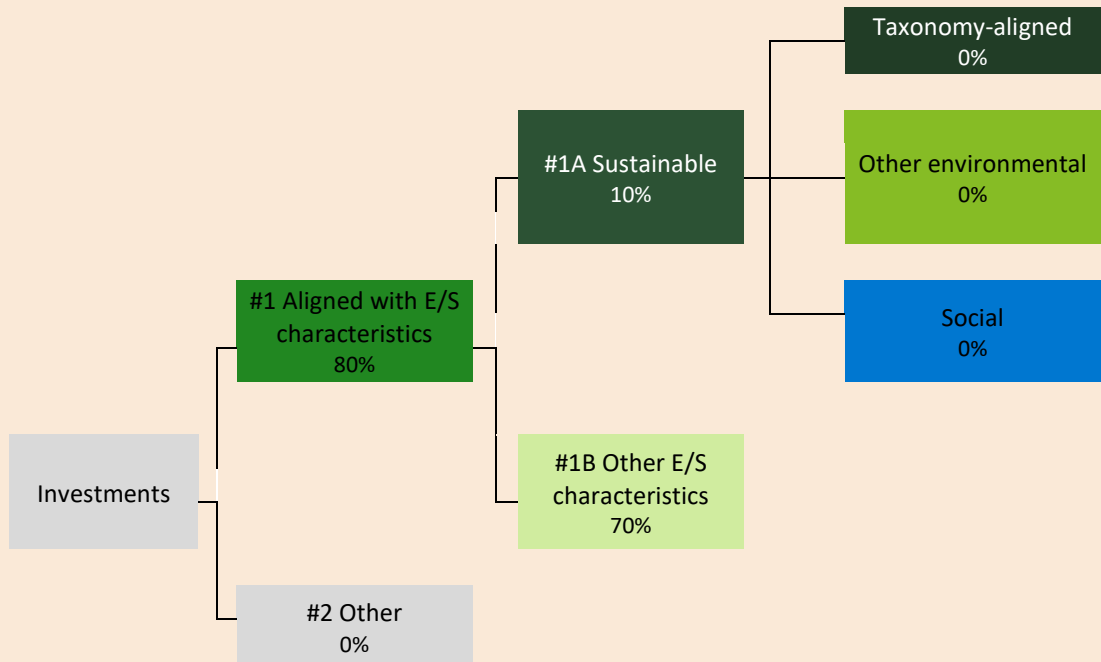 Taxonomy-aligned
0%
#1A Sustainable
10%
Other environmental
0%
#1 Aligned with E/S
characteristics
80%
Social
0%
Investments
#1B Other E/S
characteristics
70%
#2 Other
0%